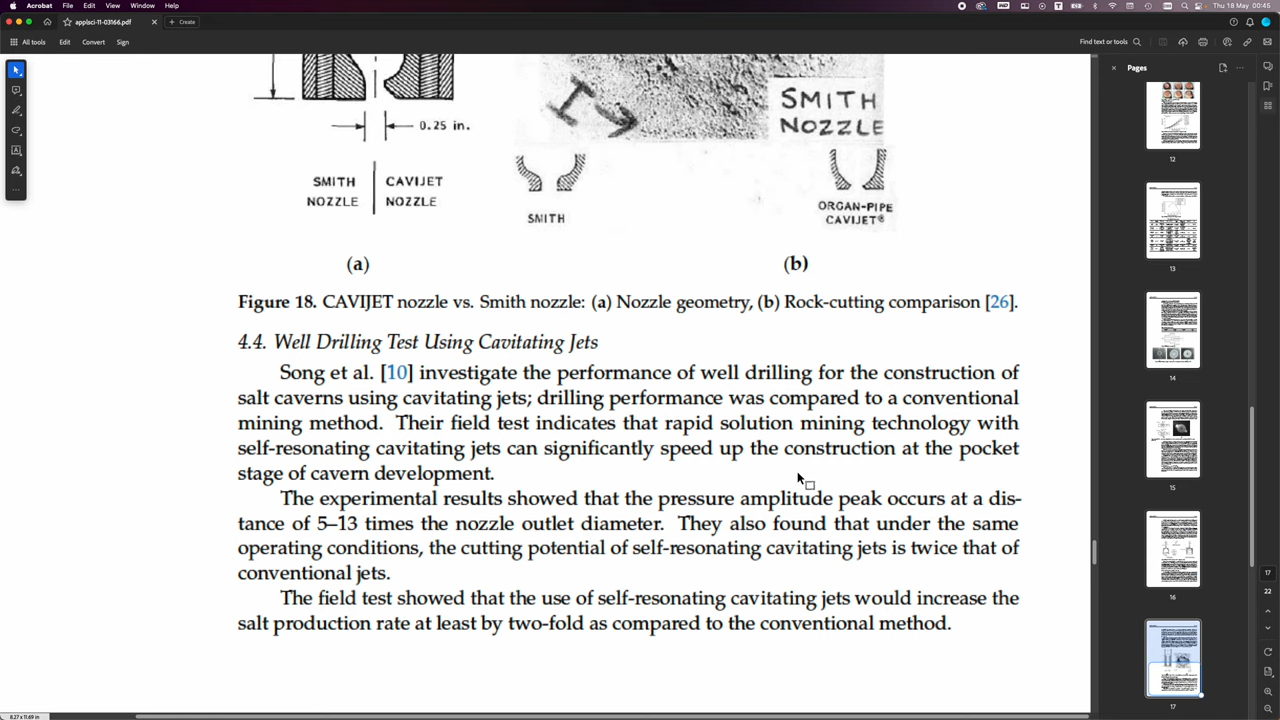 Acrobat File Edit View Window Help
Thu 18 May 00:45
applsci-11-03166.pdf
Create
All tools Edit Convert Sign
Find text or tools
Pages
0.25 in.
SMITH NOZZLE
CAVIJET NOZZLE
SMITH NOZZLE
SMITH
ORGAN-PIPE
CAVIJET®
(a)
(b)
Figure 18. CAVIJET nozzle vs. Smith nozzle: (a) Nozzle geometry, (b) Rock-cutting comparison [26].
4.4. Well Drilling Test Using Cavitating Jets
Song et al. [10] investigate the performance of well drilling for the construction of
salt caverns using cavitating jets; drilling performance was compared to a conventional
mining method. Their field test indicates that rapid solution mining technology with
self-resonating cavitating jets can significantly speed up the construction at the pocket
stage of cavern development.
The experimental results showed that the pressure amplitude peak occurs at a dis-
tance of 5–13 times the nozzle outlet diameter. They also found that under the same
operating conditions, the cutting potential of self-resonating cavitating jets is twice that of
conventional jets.
The field test showed that the use of self-resonating cavitating jets would increase the
salt production rate at least by two-fold as compared to the conventional method.
12
13
14
15
16
17
17
22
8.27 x 11.69 in